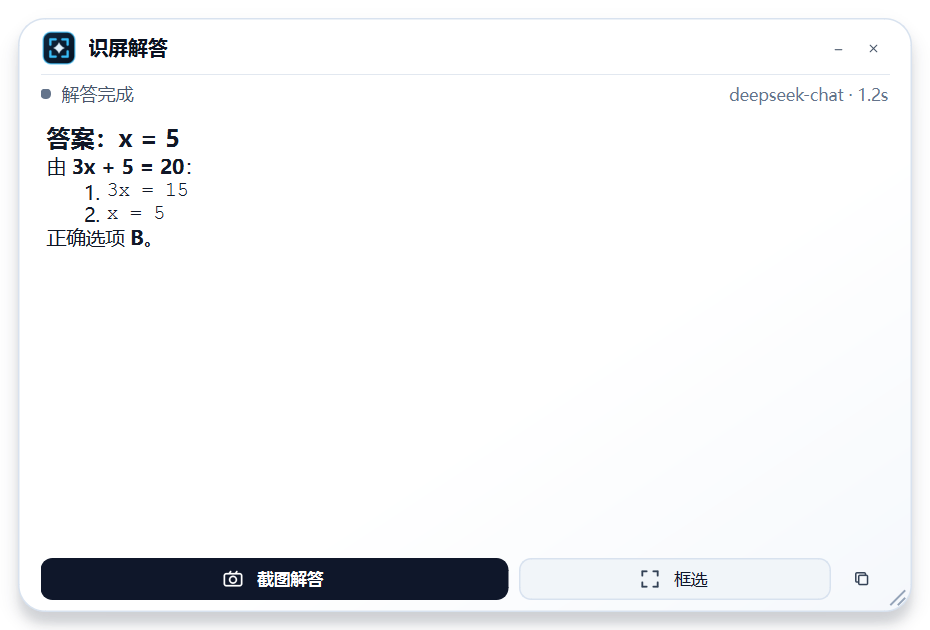 识屏解答
解答完成
deepseek-chat · 1.2s
答案：x = 5
由 3x + 5 = 20：
1. 3x = 15
2. x = 5
正确选项 B。
截图解答
框选